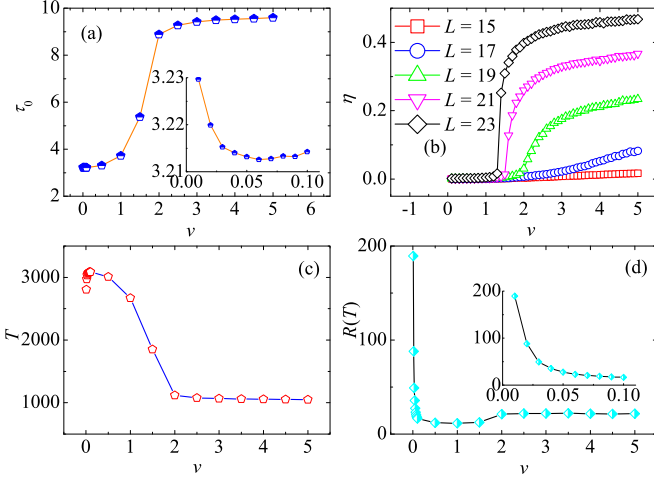 10
8
6
4
2
τ0
(a)
3.23
3.22
3.21
0.00
0.05
0.10
0 1 2 3 4 5 6
v
0.4
0.2
0.0
η
L = 15
L = 17
L = 19
L = 21
L = 23
(b)
-1 0 1 2 3 4 5
v
3000
2000
1000
T
(c)
0 1 2 3 4 5
v
200
150
100
50
0
R(T)
(d)
200
100
0
0.00 0.05 0.10
0 1 2 3 4 5
v